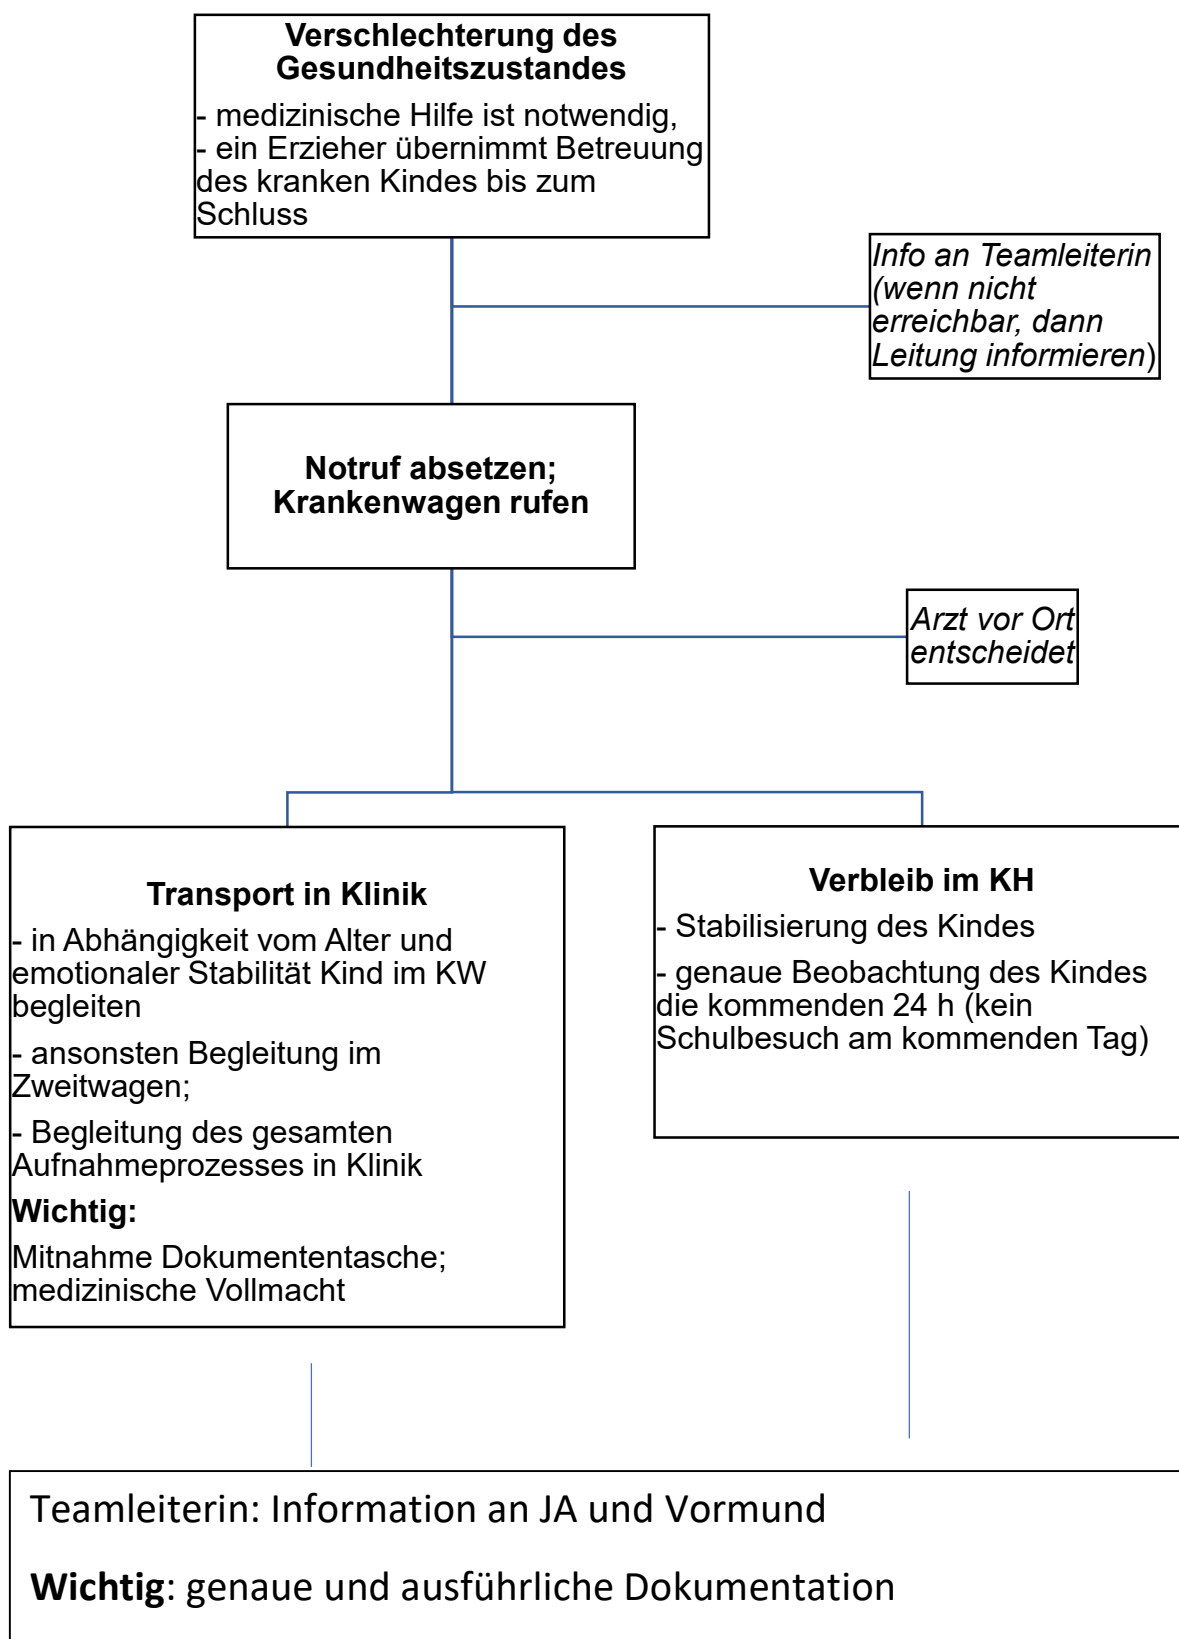 Verschlechterung des
Gesundheitszustandes
- medizinische Hilfe ist notwendig,
- ein Erzieher übernimmt Betreuung
des kranken Kindes bis zum
Schluss
Info an Teamleiterin
(wenn nicht
erreichbar, dann
Leitung informieren)
Notruf absetzen;
Krankenwagen rufen
Arzt vor Ort
entscheidet
Transport in Klinik
- in Abhängigkeit vom Alter und
emotionaler Stabilität Kind im KW
begleiten
- ansonsten Begleitung im
Zweitwagen;
- Begleitung des gesamten
Aufnahmeprozesses in Klinik
Wichtig:
Mitnahme Dokumententasche;
medizinische Vollmacht
Verbleib im KH
- Stabilisierung des Kindes
- genaue Beobachtung des Kindes
die kommenden 24 h (kein
Schulbesuch am kommenden Tag)
Teamleiterin: Information an JA und Vormund
Wichtig: genaue und ausführliche Dokumentation